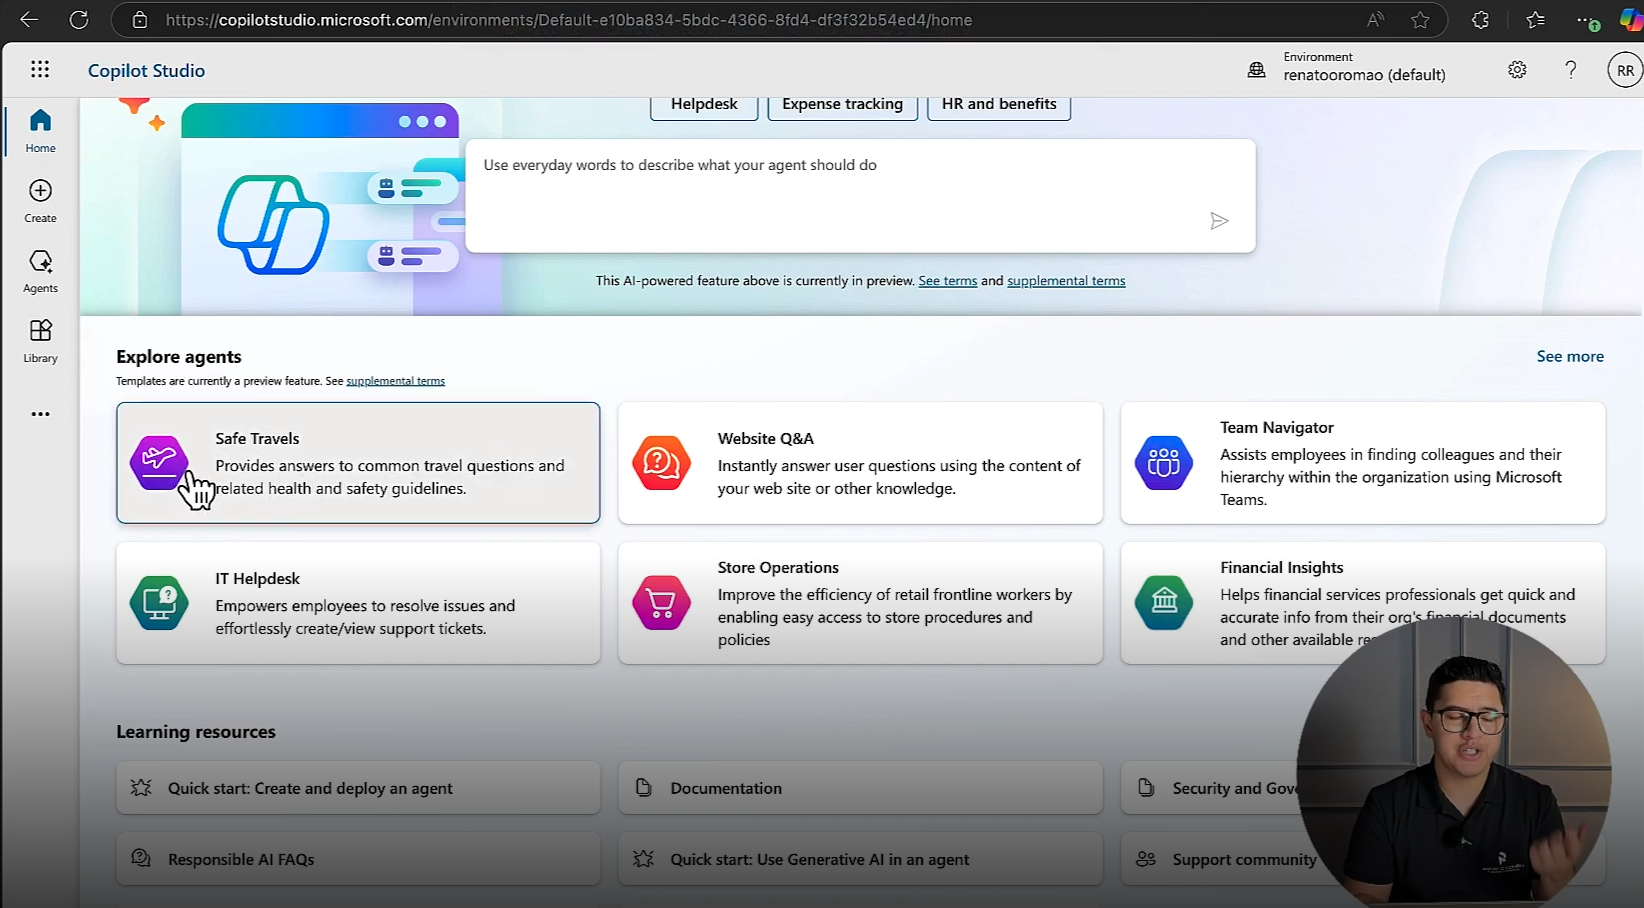 https://copilotstudio.microsoft.com/environments/Default-e10ba834-5bdc-4366-8fd4-df3f32b54ed4/home
Copilot Studio
Environment
renatooromao (default)
?
RR
Home
Create
Agents
Library
Helpdesk
Expense tracking
HR and benefits
Use everyday words to describe what your agent should do
This AI-powered feature above is currently in preview. See terms and supplemental terms
Explore agents
See more
Templates are currently a preview feature. See supplemental terms
Safe Travels
Provides answers to common travel questions and
related health and safety guidelines.
Website Q&A
Instantly answer user questions using the content of
your web site or other knowledge.
Team Navigator
Assists employees in finding colleagues and their
hierarchy within the organization using Microsoft
Teams.
IT Helpdesk
Empowers employees to resolve issues and
effortlessly create/view support tickets.
Store Operations
Improve the efficiency of retail frontline workers by
enabling easy access to store procedures and
policies
Financial Insights
Helps financial services professionals get quick and
accurate info from their org's financial documents
and other available
Learning resources
Quick start: Create and deploy an agent
Documentation
Security and
Responsible AI FAQs
Quick start: Use Generative AI in an agent
Support community